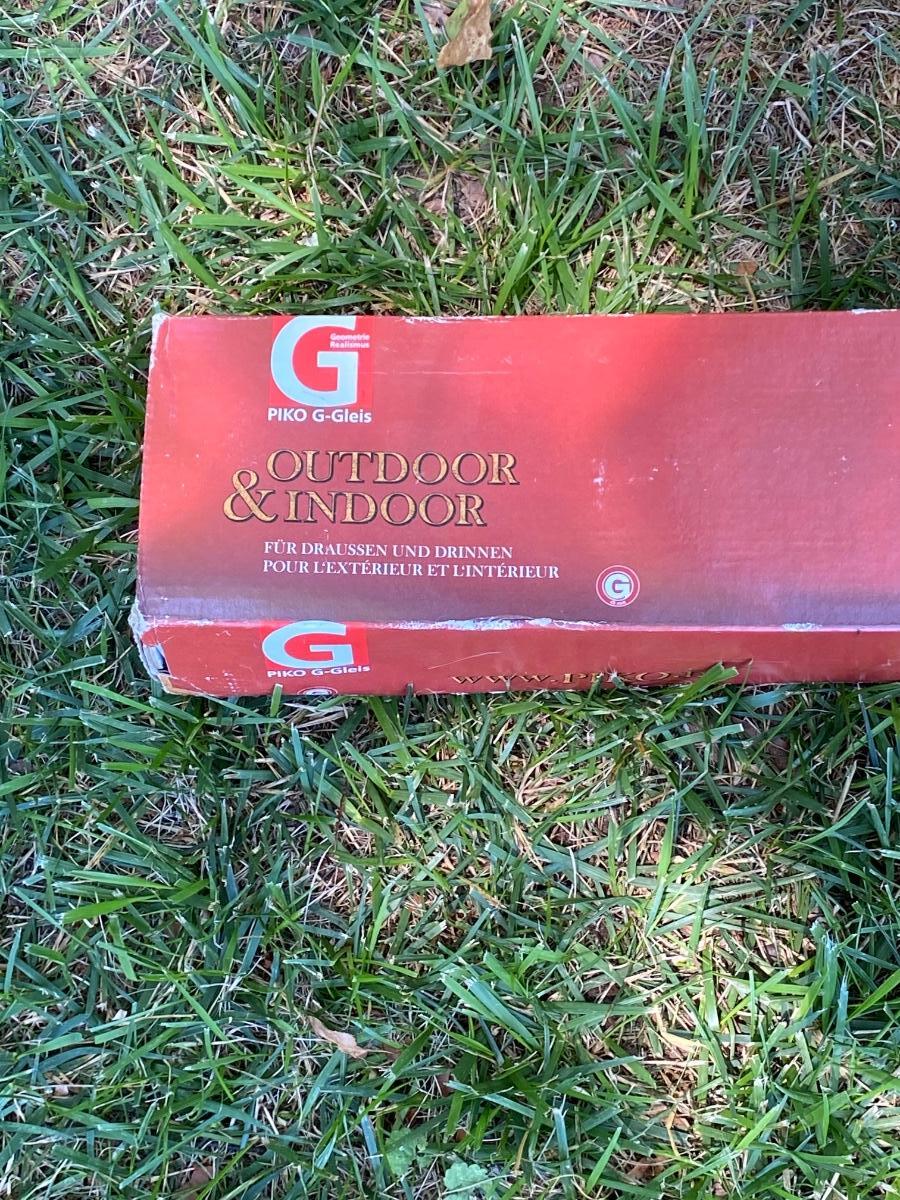 G
Geometrie
Realismus
PIKO G-Gleis
OUTDOOR
& INDOOR
FÜR DRAUSSEN UND DRINNEN
POUR L'EXTÉRIEUR ET L'INTÉRIEUR
G
G
PIKO G-Gleis